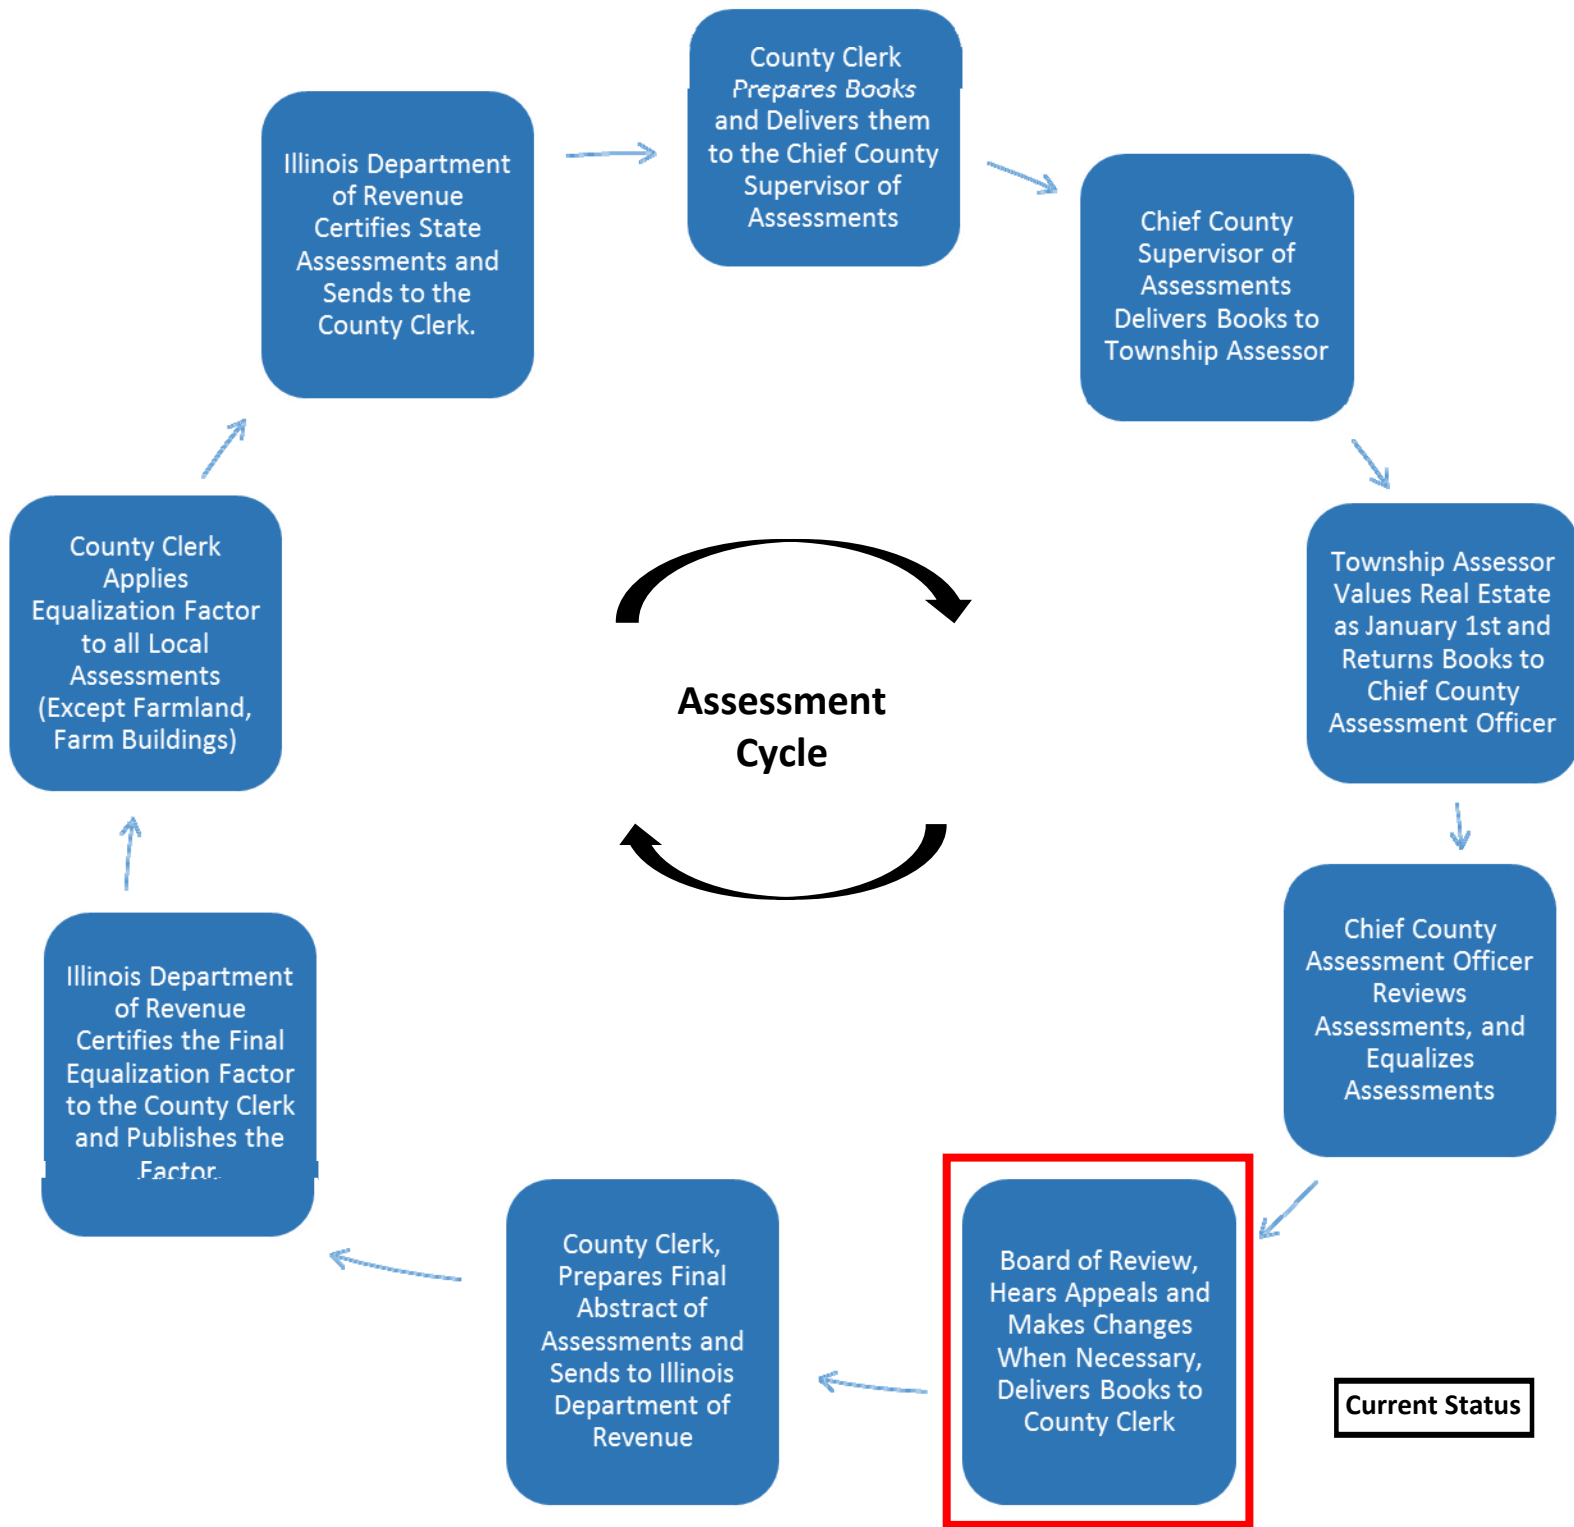 County Clerk
Prepares Books
and Delivers them
to the Chief County
Supervisor of
Assessments
Chief County
Supervisor of
Assessments
Delivers Books to
Township Assessor
Township Assessor
Values Real Estate
as January 1st and
Returns Books to
Chief County
Assessment Officer
Chief County
Assessment Officer
Reviews
Assessments, and
Equalizes
Assessments
Board of Review,
Hears Appeals and
Makes Changes
When Necessary,
Delivers Books to
County Clerk
County Clerk,
Prepares Final
Abstract of
Assessments and
Sends to Illinois
Department of
Revenue
Illinois Department
of Revenue
Certifies the Final
Equalization Factor
to the County Clerk
and Publishes the
Factor.
County Clerk
Applies
Equalization Factor
to all Local
Assessments
(Except Farmland,
Farm Buildings)
Illinois Department
of Revenue
Certifies State
Assessments and
Sends to the
County Clerk.
Assessment
Cycle
Current Status